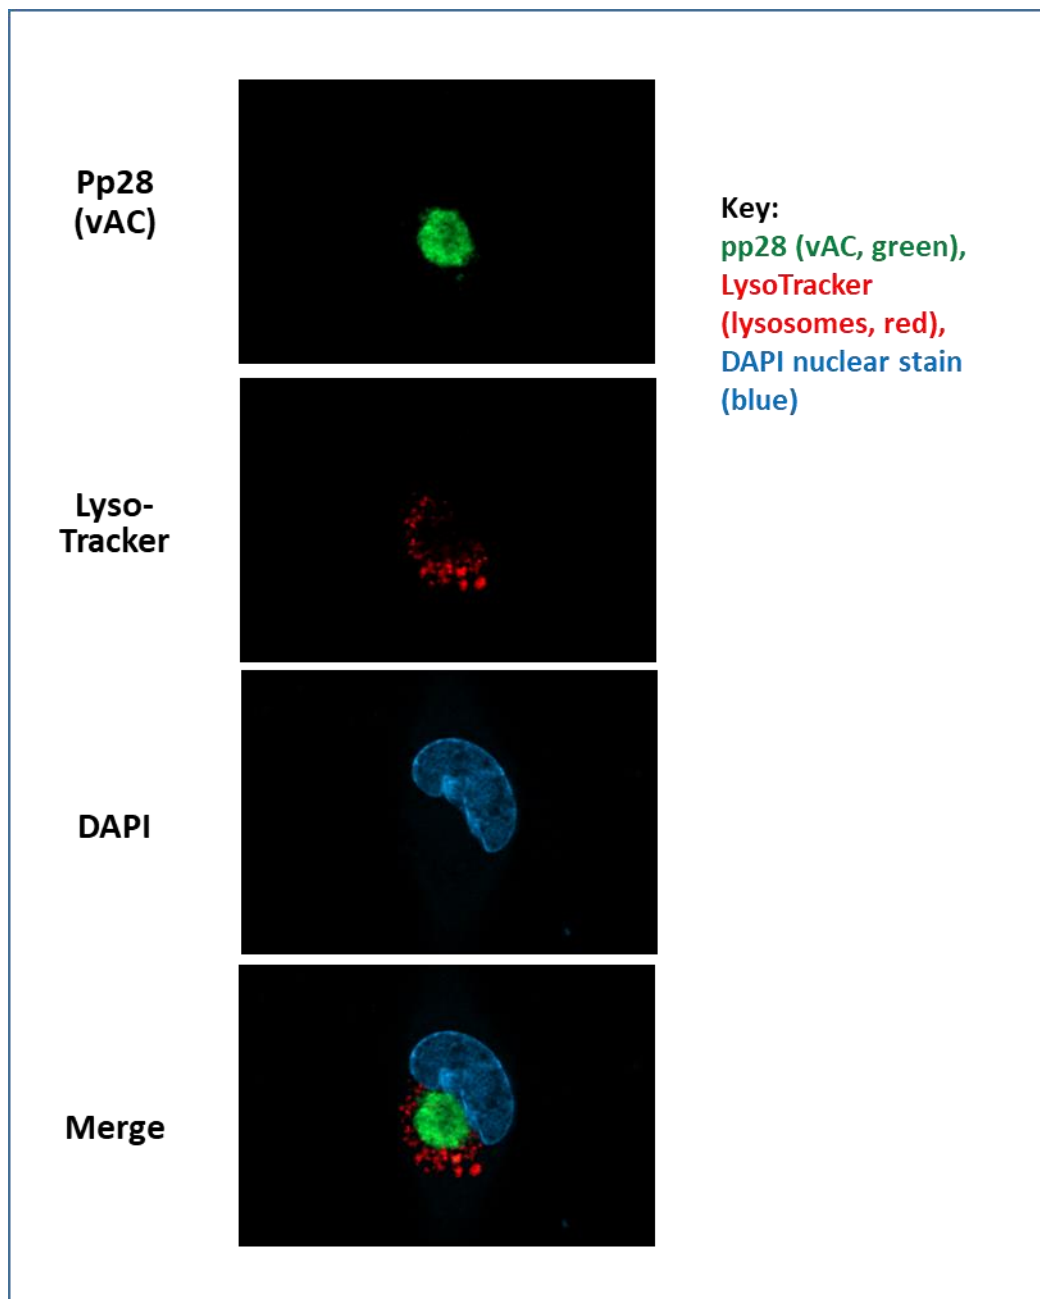 Pp28
(vAC)
Key:
pp28 (vAC, green),
LysoTracker
(lysosomes, red),
DAPI nuclear stain
(blue)
Lyso-
Tracker
DAPI
Merge